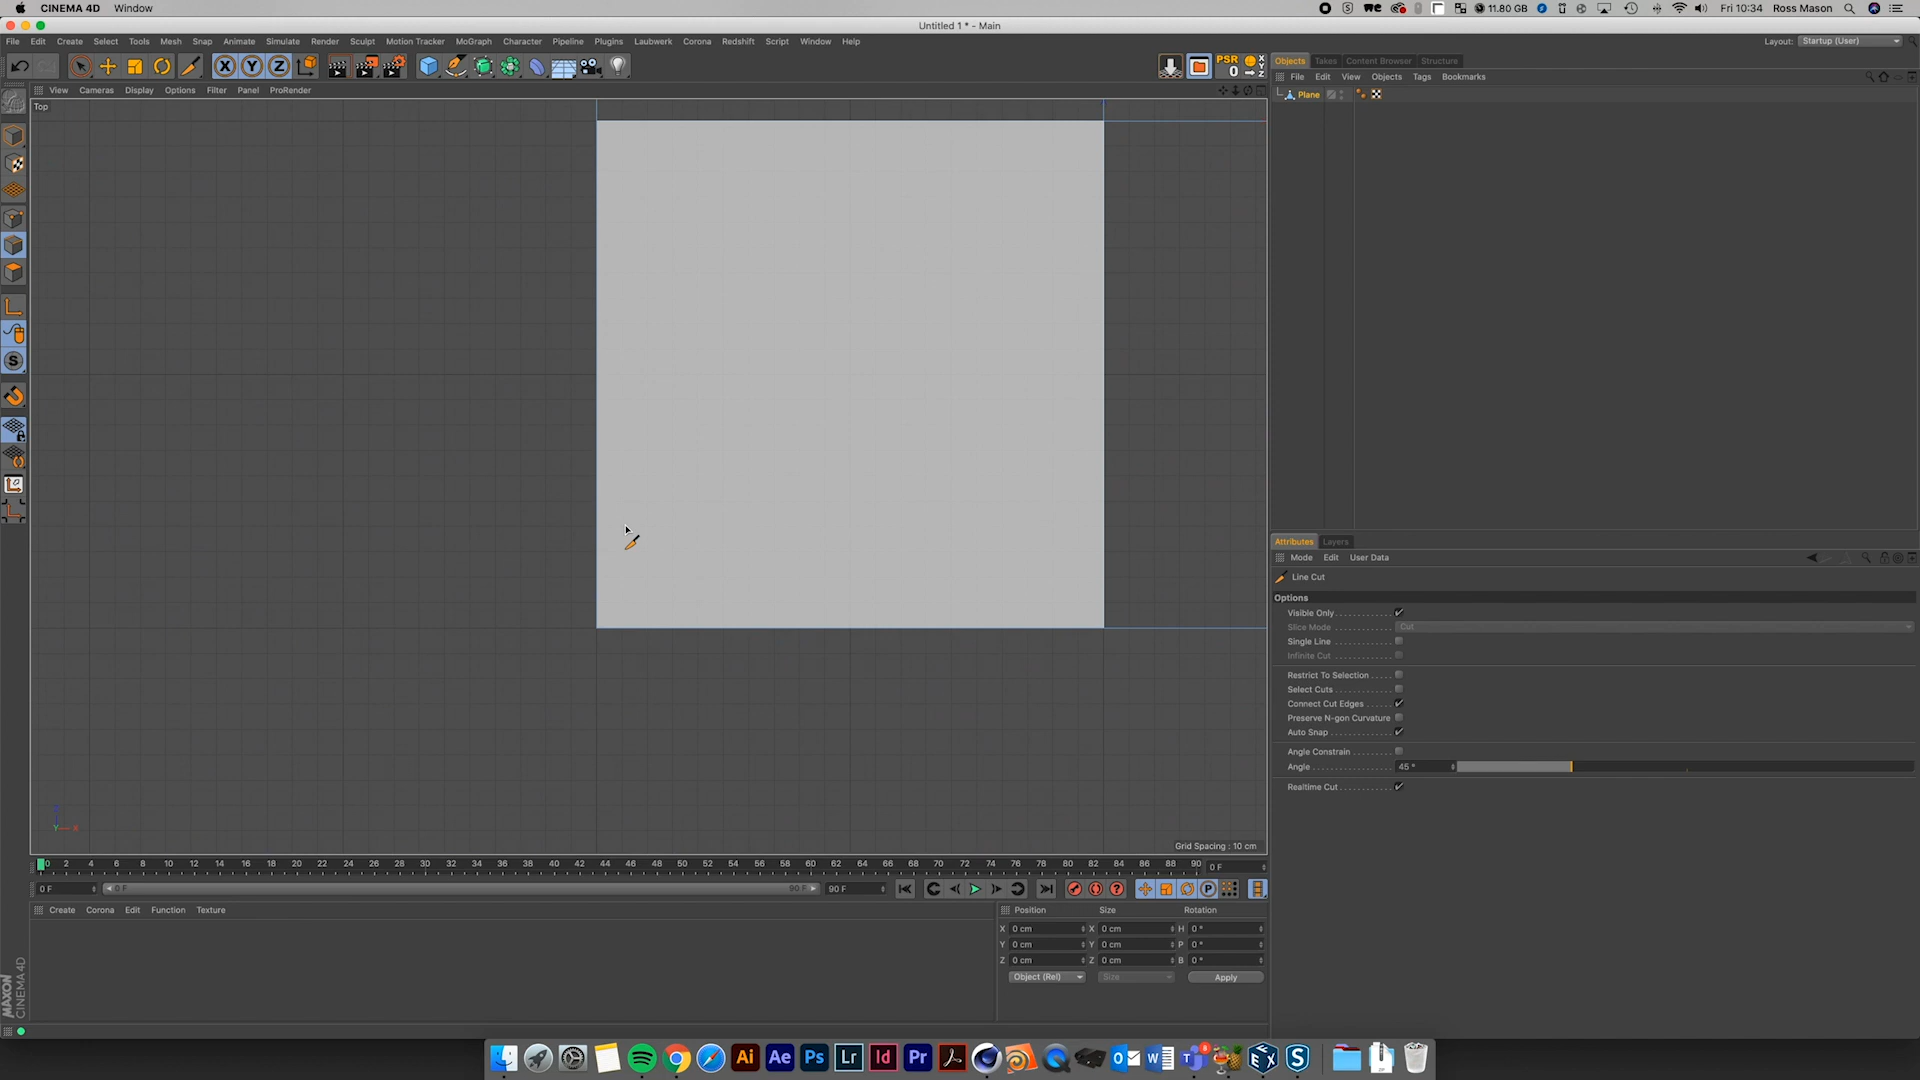 CINEMA 4D Window
11.80 GB Fri 10:34 Ross Mason
Untitled 1 * - Main
File Edit Create Select Tools Mesh Snap Animate Simulate Render Sculpt Motion Tracker MoGraph Character Pipeline Plugins Laubwerk Corona Redshift Script Window Help
Layout: Startup (User)
X Y Z PSR 0
Objects Takes Content Browser Structure
File Edit View Objects Tags Bookmarks
View Cameras Display Options Filter Panel ProRender
Plane
Top
Attributes Layers
Mode Edit User Data
Line Cut
Options
Visible Only
Slice Mode Cut
Single Line
Infinite Cut
Restrict To Selection
Select Cuts
Connect Cut Edges
Preserve N-gon Curvature
Auto Snap
Angle Constrain
Angle 45 °
Realtime Cut
Y X
Grid Spacing : 10 cm
0 2 4 6 8 10 12 14 16 18 20 22 24 26 28 30 32 34 36 38 40 42 44 46 48 50 52 54 56 58 60 62 64 66 68 70 72 74 76 78 80 82 84 86 88 90 0 F
0 F 0 F 90 F 90 F P
Create Corona Edit Function Texture
Position Size Rotation
X 0 cm X 0 cm H 0 °
Y 0 cm Y 0 cm P 0 °
Z 0 cm Z 0 cm B 0 °
Object (Rel) Size Apply
MAXON
CINEMA 4D
Ai Ae Ps Lr Id Pr